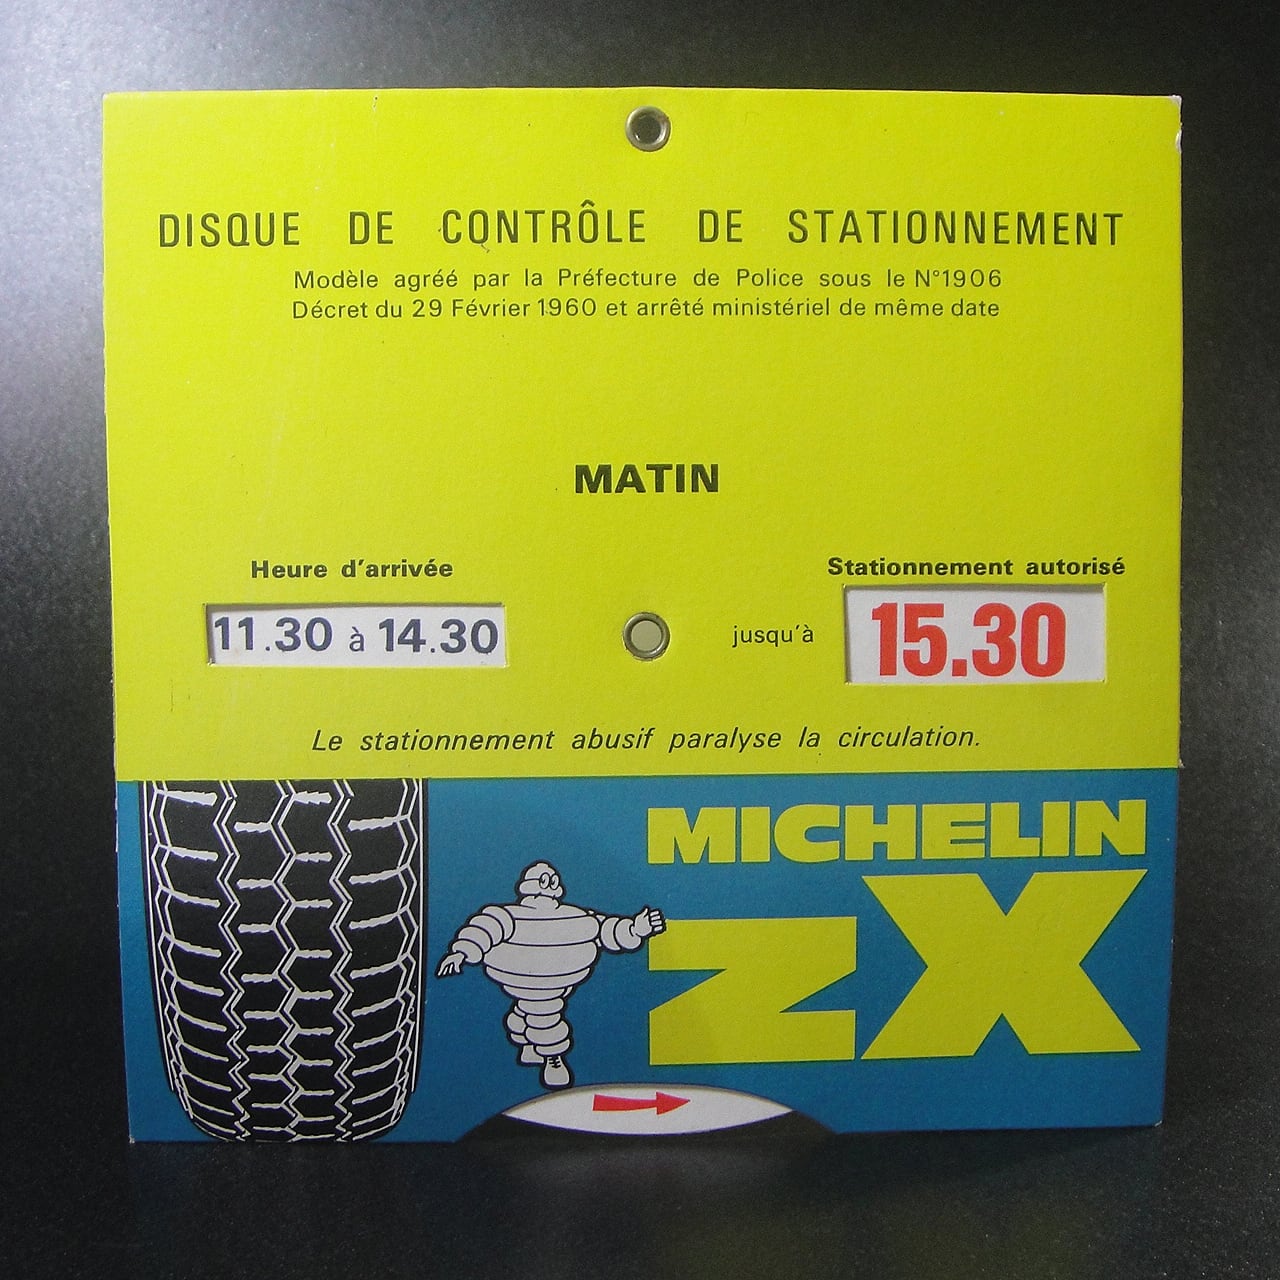 DISQUE DE CONTRÔLE DE STATIONNEMENT
Modèle agréé par la Préfecture de Police sous le N°1906
Décret du 29 Février 1960 et arrêté ministériel de même date
MATIN
Heure d'arrivée
Stationnement autorisé
11.30 à 14.30
jusqu'à
15.30
Le stationnement abusif paralyse la circulation.
MICHELIN
zX